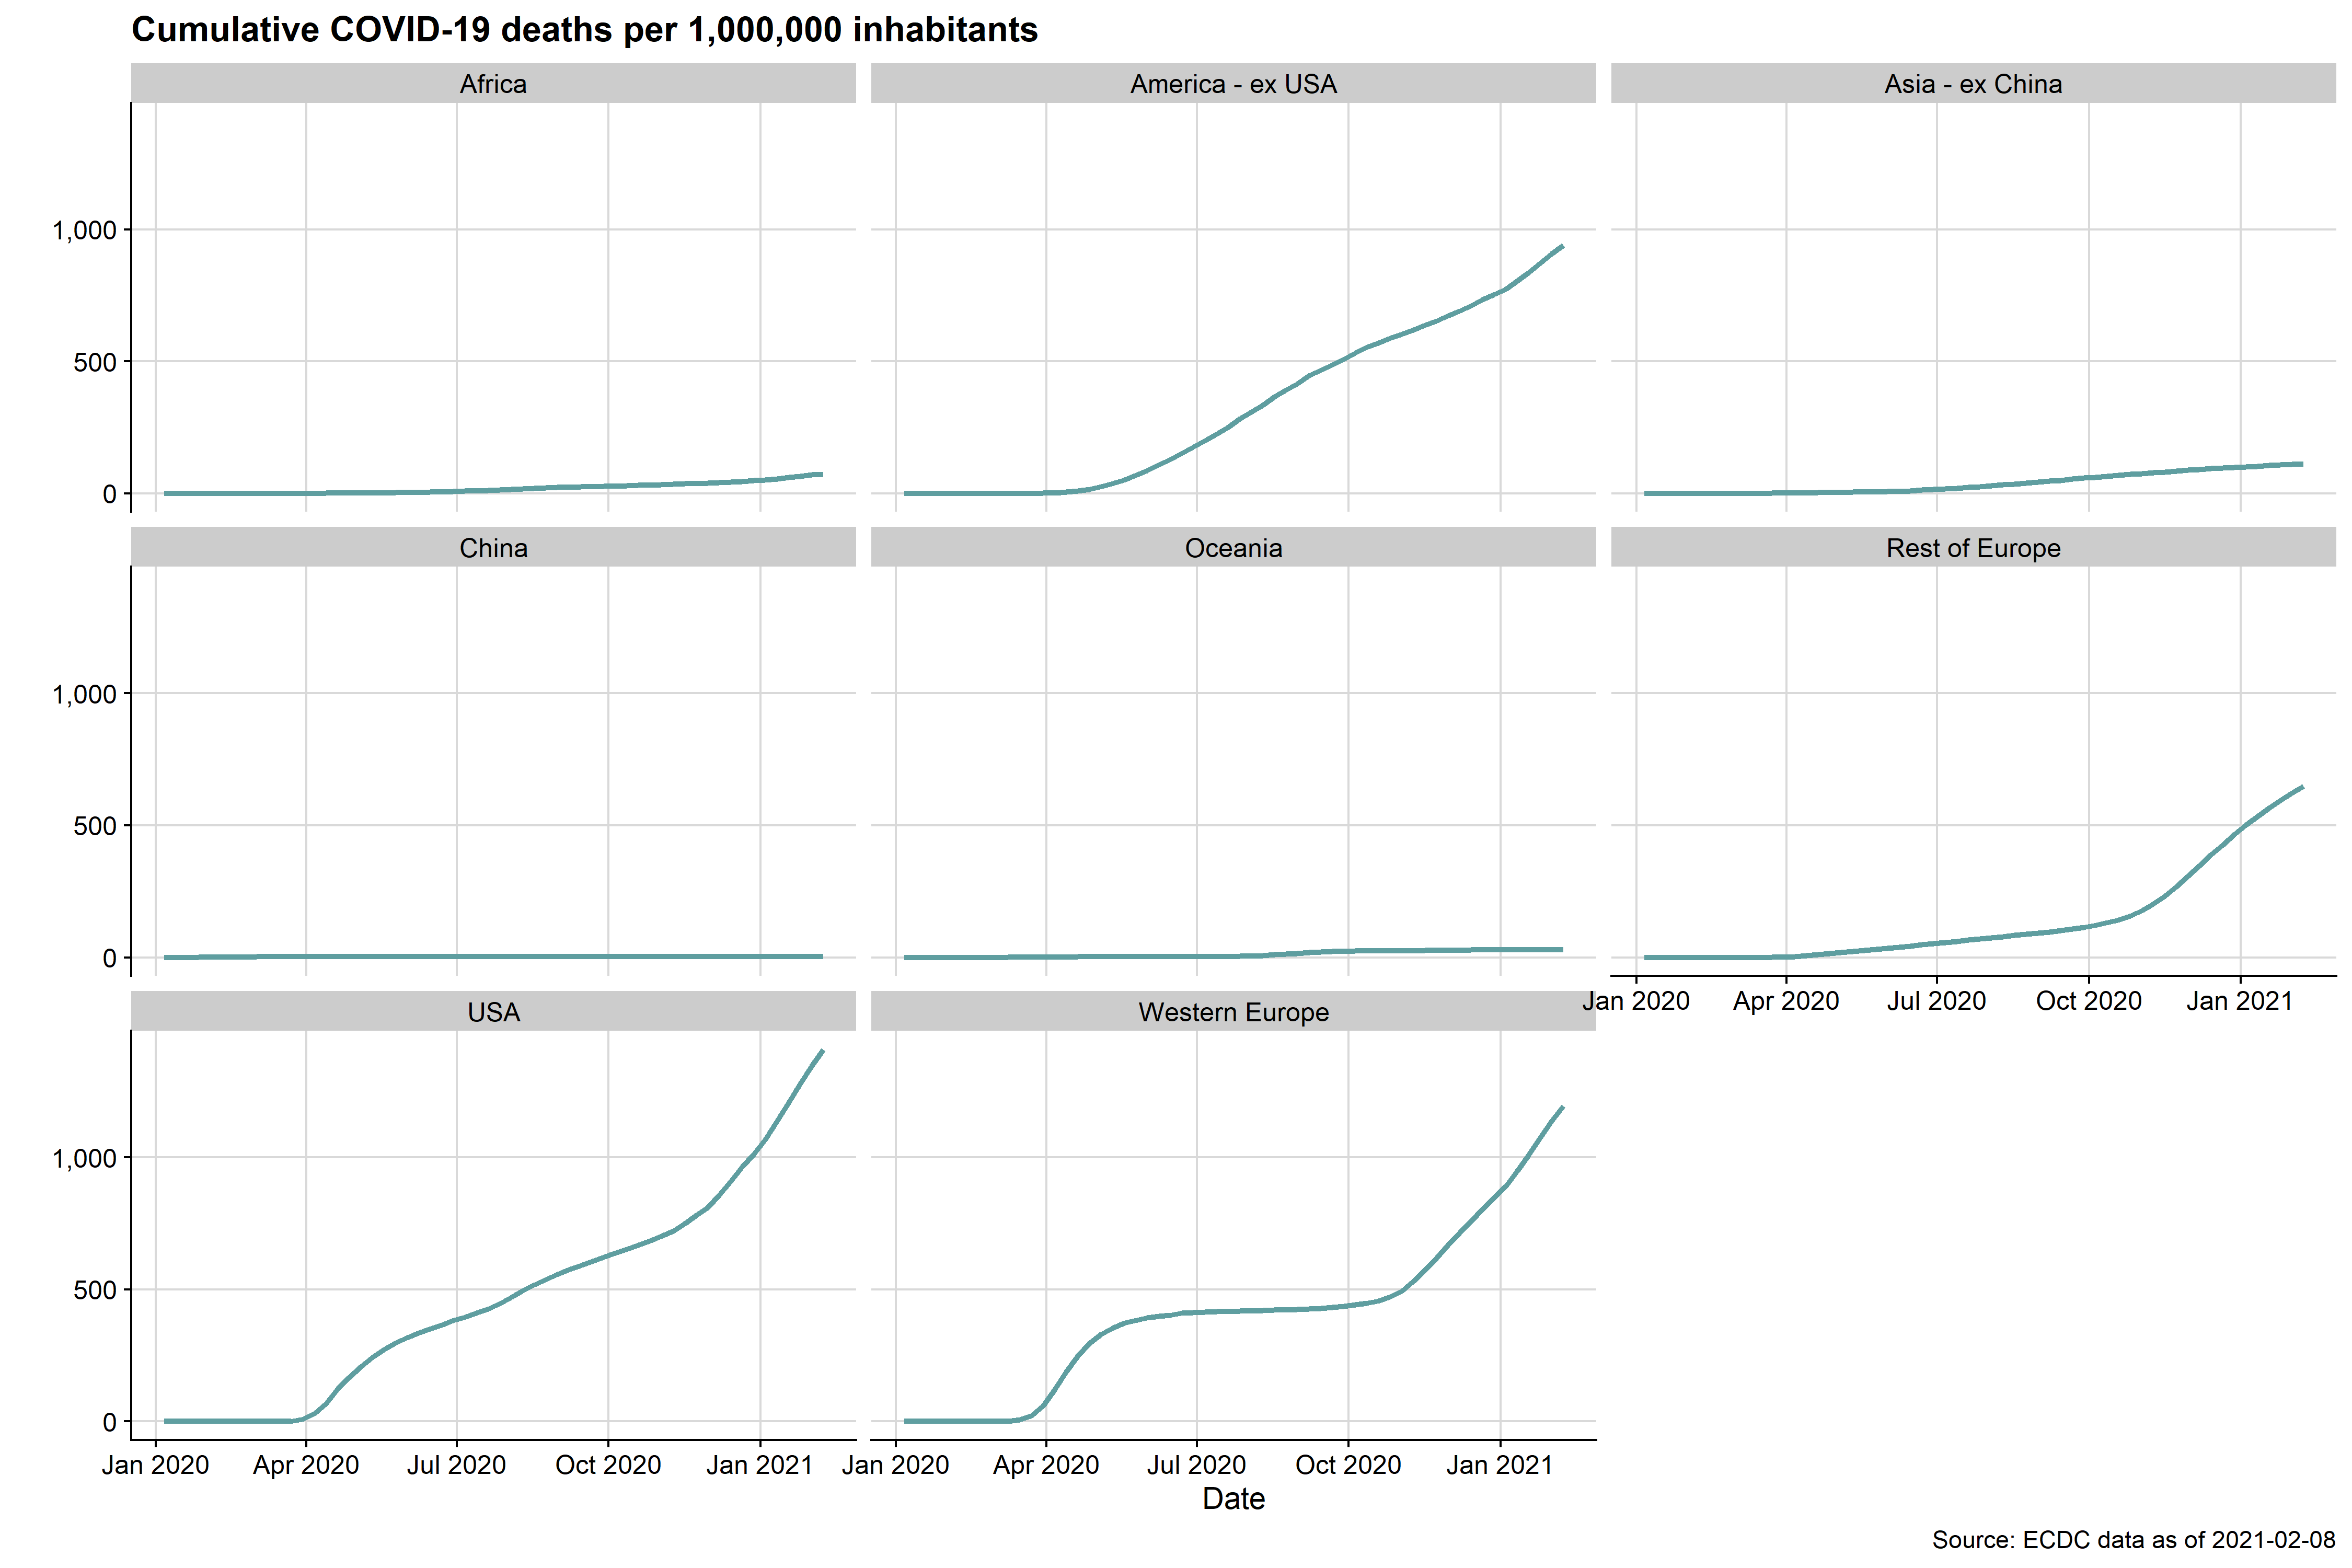 Cumulative COVID-19 deaths per 1,000,000 inhabitants
Africa
America - ex USA
Asia - ex China
1,000
500
0
China
Oceania
Rest of Europe
1,000
500
0
Jan 2020
Apr 2020
Jul 2020
Oct 2020
Jan 2021
USA
Western Europe
1,000
500
0
Jan 2020
Apr 2020
Jul 2020
Oct 2020
Jan 2021
Jan 2020
Apr 2020
Jul 2020
Oct 2020
Jan 2021
Date
Source: ECDC data as of 2021-02-08